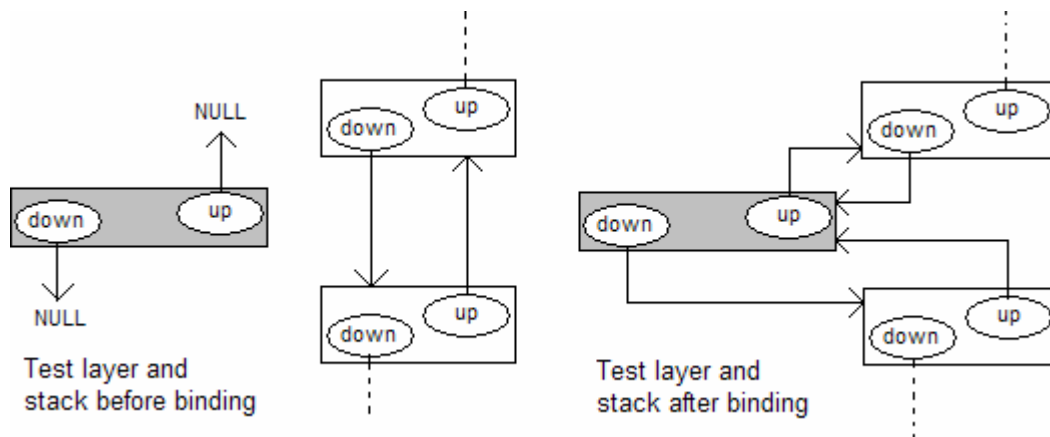 NULL
down
up
NULL
Test layer and
stack before binding
up
down
up
down
up
down
up
down
up
down
Test layer and
stack after binding